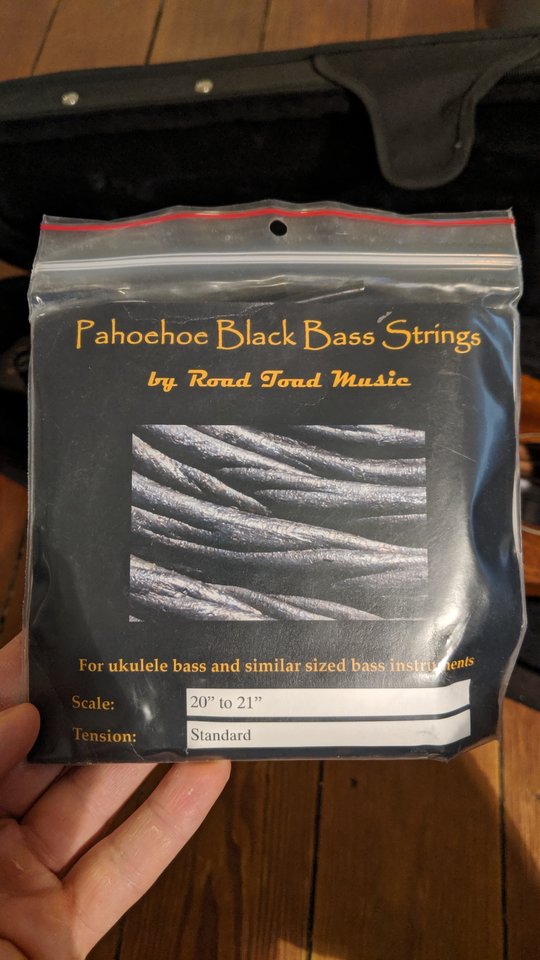 Pahoehoe Black Bass Strings
by Road Toad Music
For ukulele bass and similar sized bass instruments
Scale: 20” to 21”
Tension: Standard